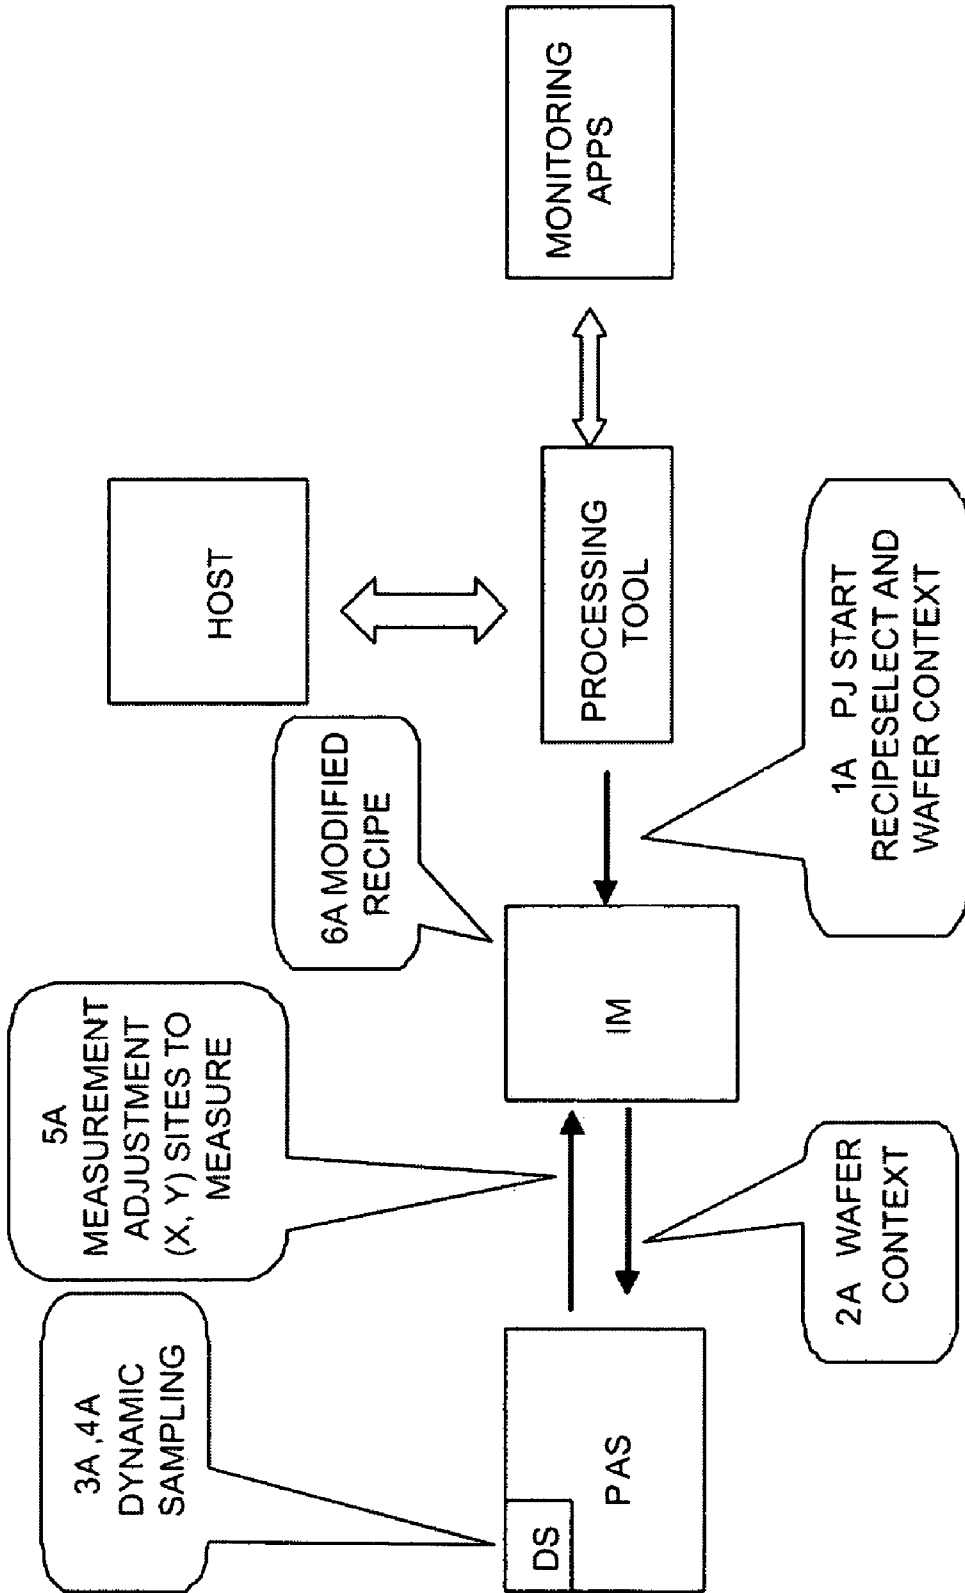 3A ,4A
DYNAMIC
SAMPLING
5A
MEASUREMENT
ADJUSTMENT
(X, Y) SITES TO
MEASURE
6A MODIFIED
RECIPE
HOST
DS
PAS
IM
PROCESSING
TOOL
MONITORING
APPS
2A WAFER
CONTEXT
1A PJ START
RECIPESELECT AND
WAFER CONTEXT